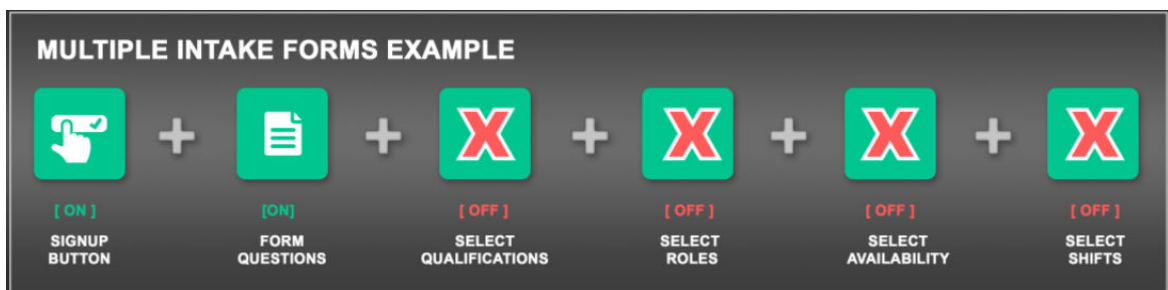 MULTIPLE INTAKE FORMS EXAMPLE
[ ON ]
SIGNUP
BUTTON
[ON]
FORM
QUESTIONS
[ OFF ]
SELECT
QUALIFICATIONS
[ OFF ]
SELECT
ROLES
[ OFF ]
SELECT
AVAILABILITY
[ OFF ]
SELECT
SHIFTS